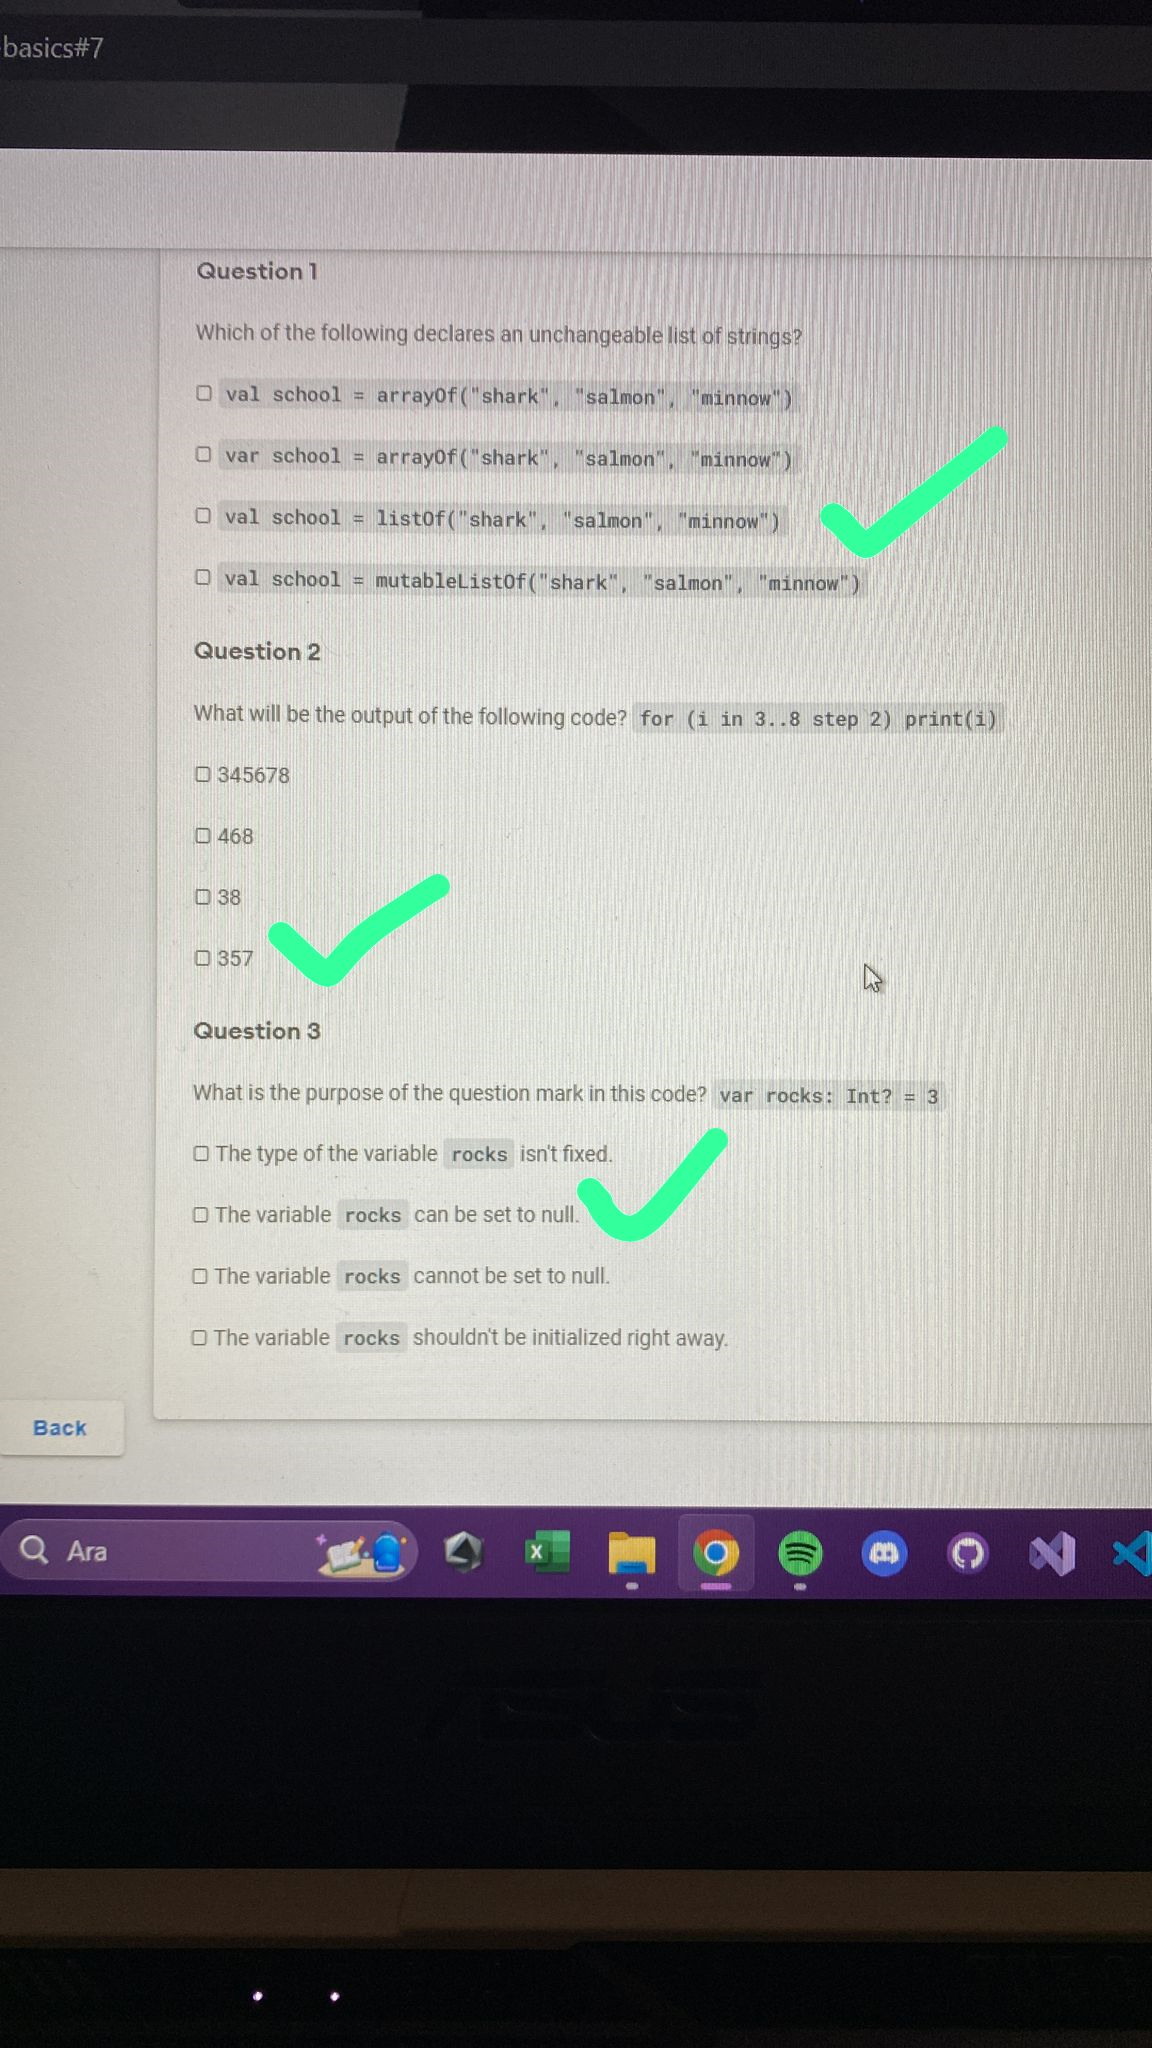 basics#7
Question 1
Which of the following declares an unchangeable list of strings?
val school = arrayOf("shark", "salmon", "minnow")
var school = arrayOf("shark", "salmon", "minnow")
val school = listOf("shark", "salmon", "minnow")
val school = mutableListOf("shark", "salmon", "minnow")
Question 2
What will be the output of the following code? for (i in 3..8 step 2) print(i)
345678
468
38
357
Question 3
What is the purpose of the question mark in this code? var rocks: Int? = 3
The type of the variable rocks isn't fixed.
The variable rocks can be set to null.
The variable rocks cannot be set to null.
The variable rocks shouldn't be initialized right away.
Back
Ara